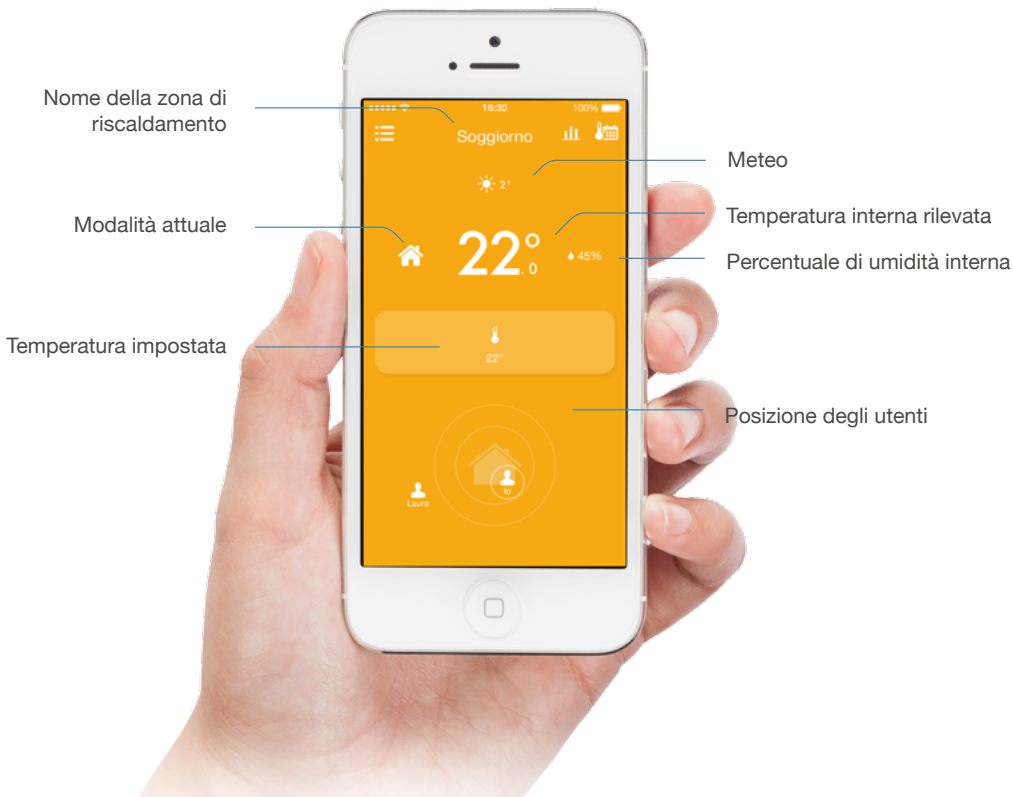 Nome della zona di
riscaldamento
Modalità attuale
Temperatura impostata
18:30
100%
Soggiorno
2°
22°
.0
45%
22°
Laura
Io
Meteo
Temperatura interna rilevata
Percentuale di umidità interna
Posizione degli utenti